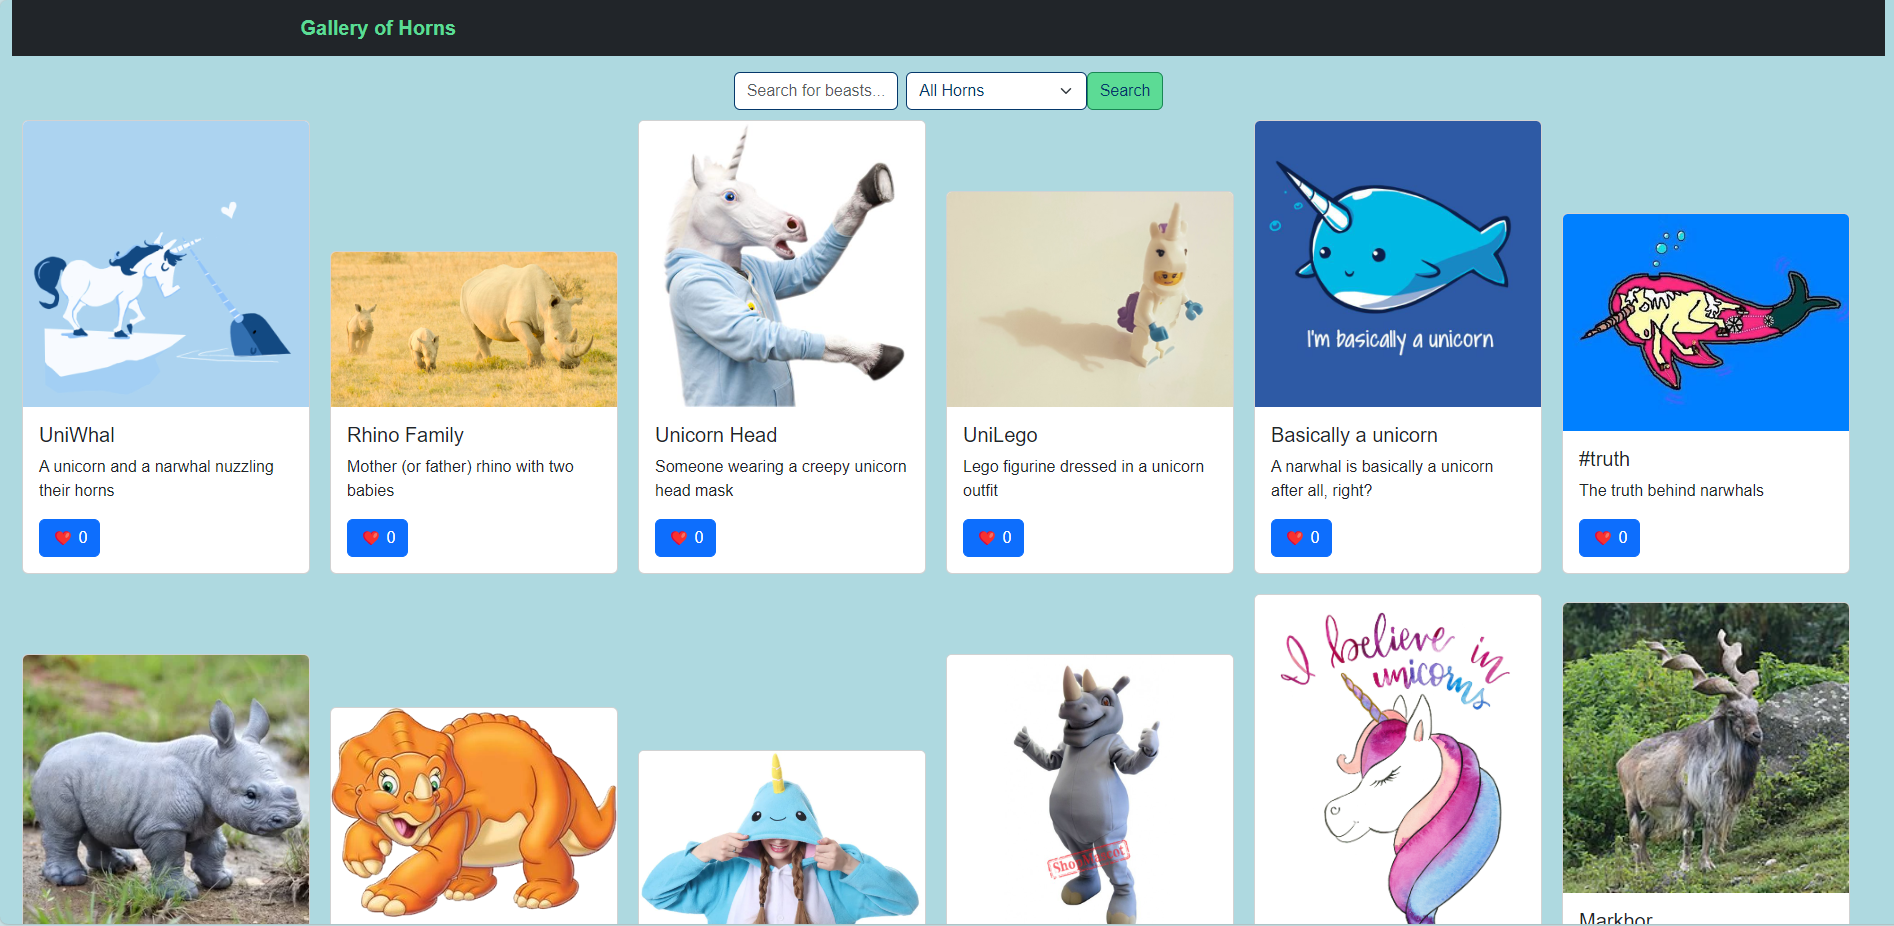 Gallery of Horns
Search for beasts...
All Horns
Search
I'm basically a unicorn
UniWhal
A unicorn and a narwhal nuzzling
their horns
0
Rhino Family
Mother (or father) rhino with two
babies
0
Unicorn Head
Someone wearing a creepy unicorn
head mask
0
UniLego
Lego figurine dressed in a unicorn
outfit
0
Basically a unicorn
A narwhal is basically a unicorn
after all, right?
0
#truth
The truth behind narwhals
0
I believe in
unicorns
Markhor